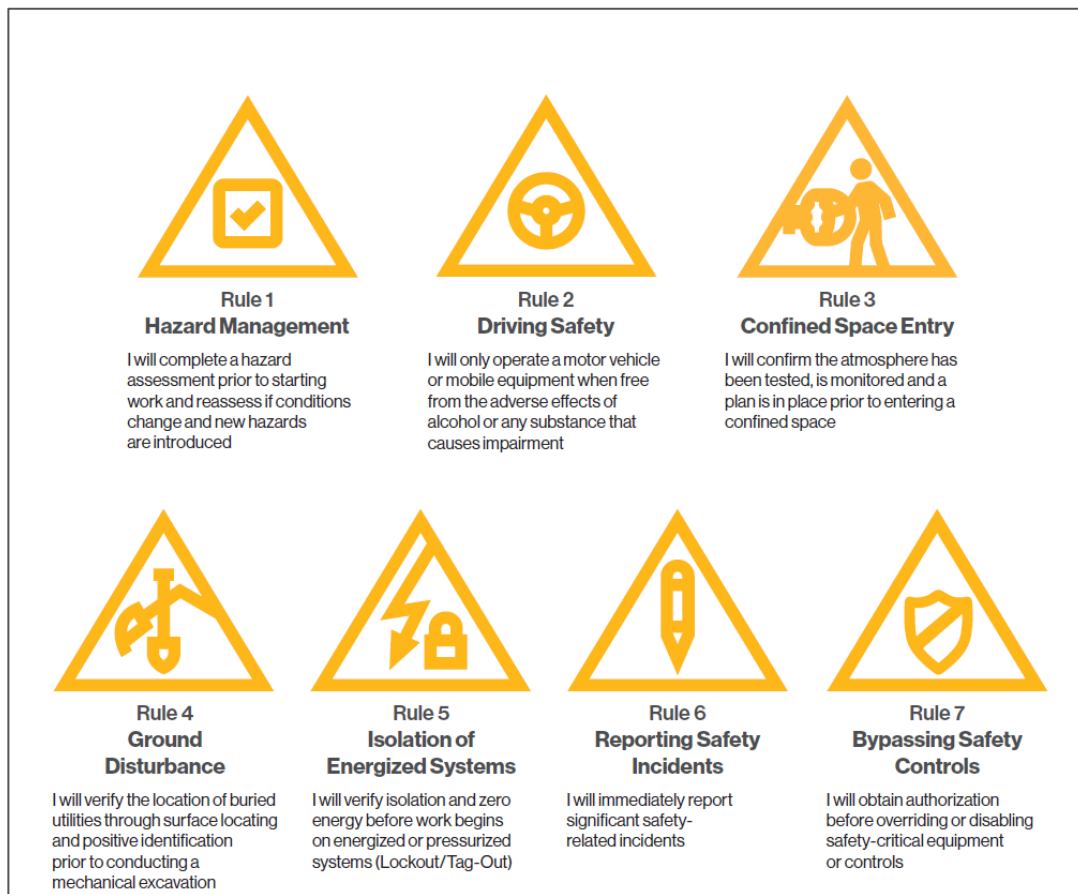 Rule 1
Hazard Management
I will complete a hazard
assessment prior to starting
work and reassess if conditions
change and new hazards
are introduced
Rule 2
Driving Safety
I will only operate a motor vehicle
or mobile equipment when free
from the adverse effects of
alcohol or any substance that
causes impairment
Rule 3
Confined Space Entry
I will confirm the atmosphere has
been tested, is monitored and a
plan is in place prior to entering a
confined space
Rule 4
Ground
Disturbance
I will verify the location of buried
utilities through surface locating
and positive identification
prior to conducting a
mechanical excavation
Rule 5
Isolation of
Energized Systems
I will verify isolation and zero
energy before work begins
on energized or pressurized
systems (Lockout/Tag-Out)
Rule 6
Reporting Safety
Incidents
I will immediately report
significant safety-
related incidents
Rule 7
Bypassing Safety
Controls
I will obtain authorization
before overriding or disabling
safety-critical equipment
or controls